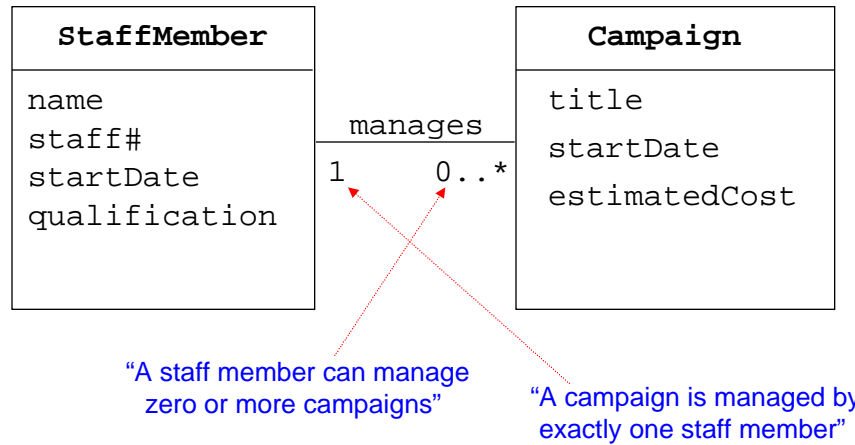 StaffMember
name
staff#
startDate
qualification
manages
1 0..*
Campaign
title
startDate
estimatedCost
“A staff member can manage
zero or more campaigns”
“A campaign is managed by
exactly one staff member”